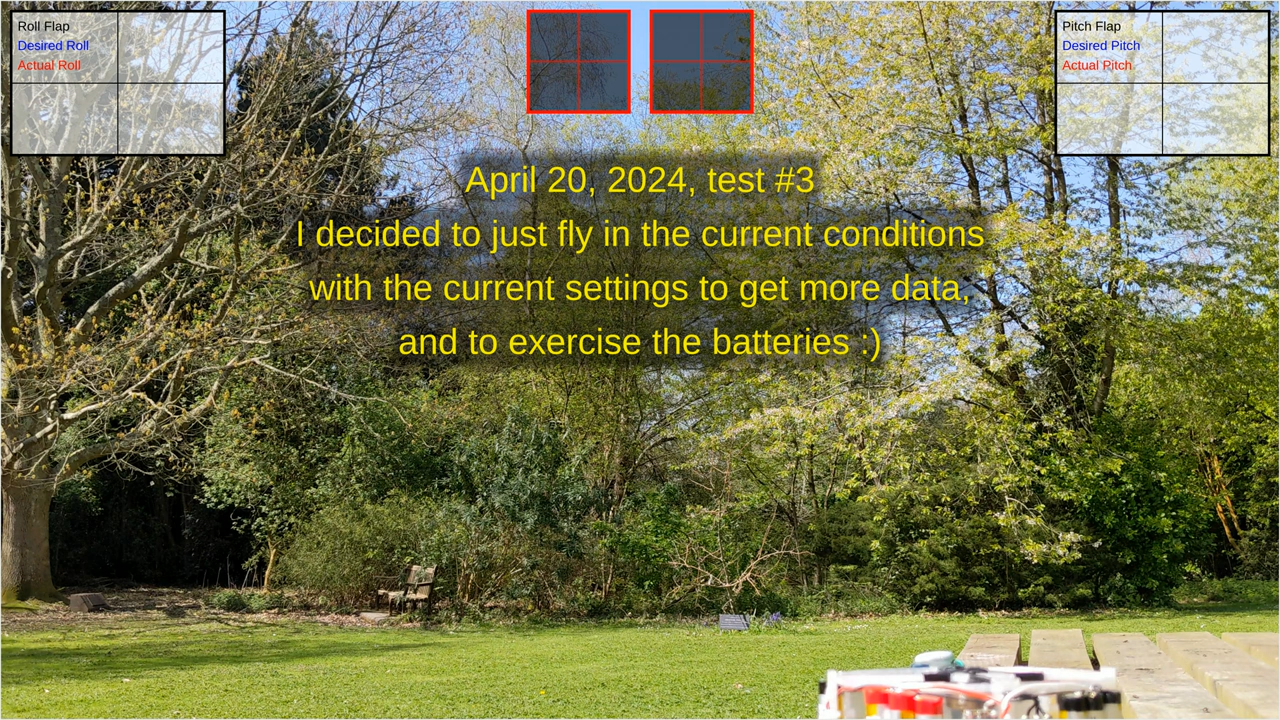 Roll Flap
Desired Roll
Actual Roll
Pitch Flap
Desired Pitch
Actual Pitch
April 20, 2024, test #3
I decided to just fly in the current conditions
with the current settings to get more data,
and to exercise the batteries :)